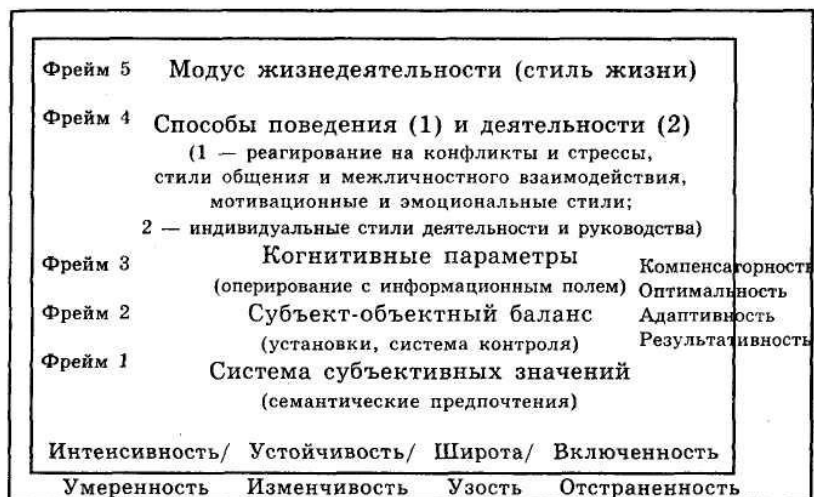 Фрейм 5 Модус жизнедеятельности (стиль жизни)
Фрейм 4 Способы поведения (1) и деятельности (2)
(1 — реагирование на конфликты и стрессы,
стили общения и межличностного взаимодействия,
мотивационные и эмоциональные стили;
2 — индивидуальные стили деятельности и руководства)
Фрейм 3 Когнитивные параметры
(оперирование с информационным полем)
Компенсаторность
Оптимальность
Адаптивность
Результативность
Фрейм 2 Субъект-объектный баланс
(установки, система контроля)
Фрейм 1 Система субъективных значений
(семантические предпочтения)
Интенсивность/ Устойчивость/ Широта/ Включенность
Умеренность Изменчивость Узость Отстраненность